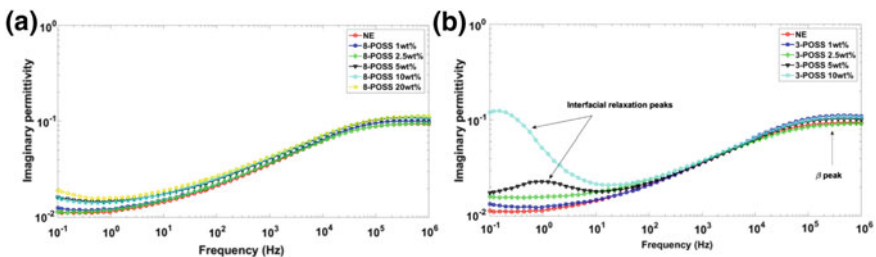 (a)
10^0
10^-1
10^-2
Imaginary permittivity
NE
8-POSS 1wt%
8-POSS 2.5wt%
8-POSS 5wt%
8-POSS 10wt%
8-POSS 20wt%
10^-1 10^0 10^1 10^2 10^3 10^4 10^5 10^6
Frequency (Hz)
(b)
10^0
10^-1
10^-2
Imaginary permittivity
NE
3-POSS 1wt%
3-POSS 2.5wt%
3-POSS 5wt%
3-POSS 10wt%
Interfacial relaxation peaks
β peak
10^-1 10^0 10^1 10^2 10^3 10^4 10^5 10^6
Frequency (Hz)